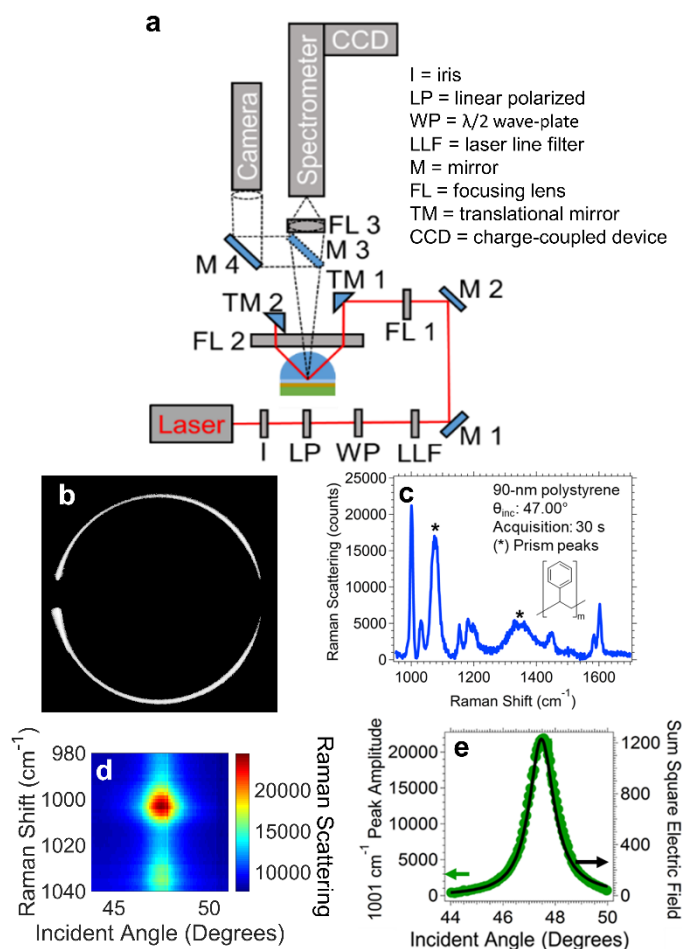 a
CCD
Spectrometer
Camera
I = iris
LP = linear polarized
WP = λ/2 wave-plate
LLF = laser line filter
M = mirror
FL = focusing lens
TM = translational mirror
CCD = charge-coupled device
FL 3
M 3
M 4
TM 1
TM 2
M 2
FL 1
FL 2
Laser
I
LP
WP
LLF
M 1
b
c
25000
20000
15000
10000
5000
0
Raman Scattering (counts)
90-nm polystyrene
θinc: 47.00°
Acquisition: 30 s
(*) Prism peaks
*
*
m
1000
1200
1400
1600
Raman Shift (cm-1)
d
980
1000
1020
1040
Raman Shift (cm-1)
45
50
Incident Angle (Degrees)
20000
10000
Raman Scattering
e
20000
15000
10000
5000
0
1001 cm-1 Peak Amplitude
1200
900
600
300
0
Sum Square Electric Field
44
46
48
50
Incident Angle (Degrees)